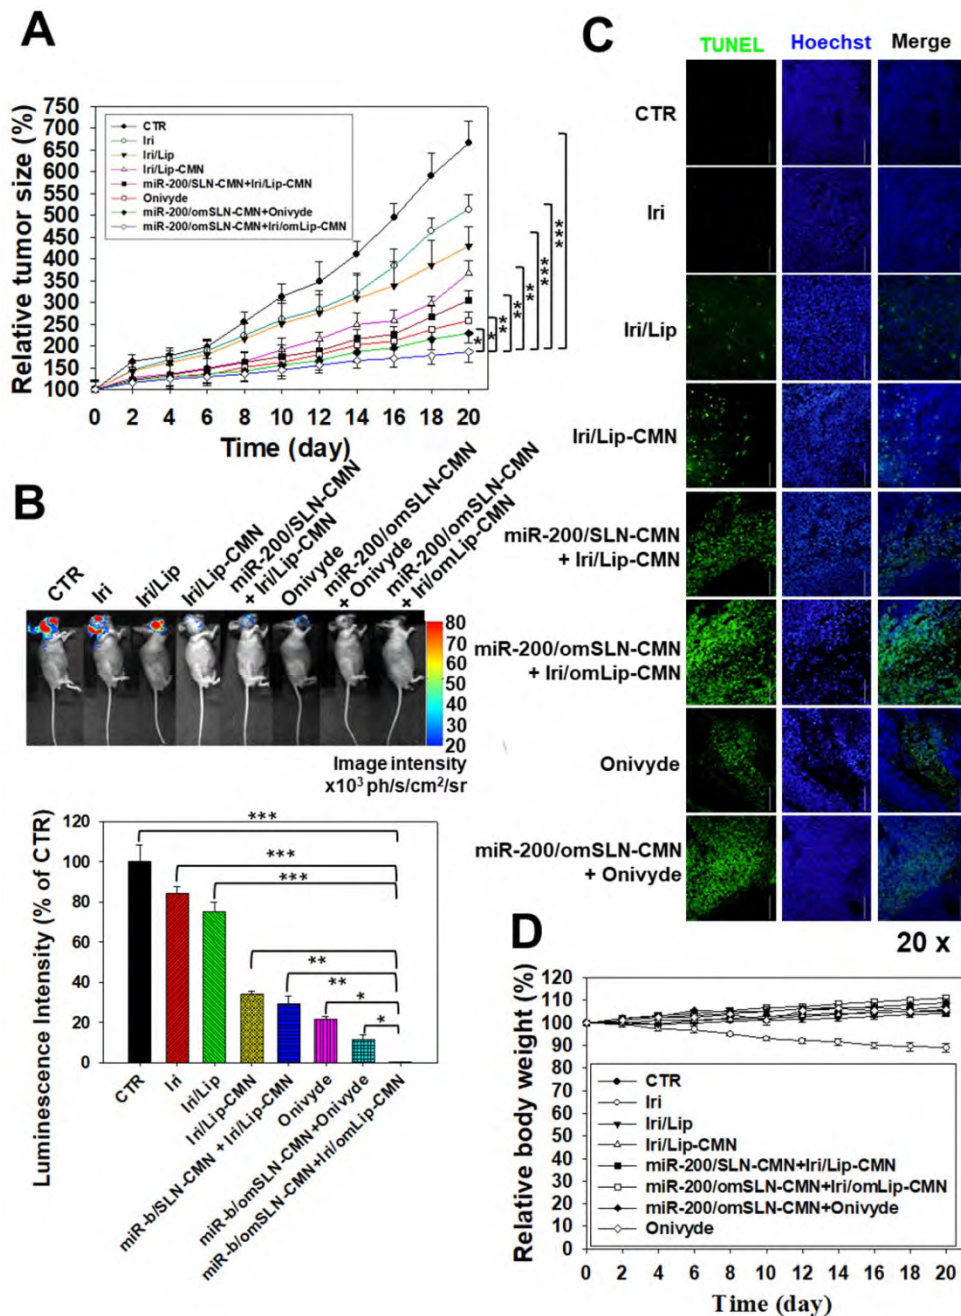 A
Relative tumor size (%)
750
700
650
600
550
500
450
400
350
300
250
200
150
100
CTR
Iri
Iri/Lip
Iri/Lip-CMN
miR-200/SLN-CMN+Iri/Lip-CMN
Onivyde
miR-200/omSLN-CMN+Onivyde
miR-200/omSLN-CMN+Iri/omLip-CMN
*
*
**
**
**
***
***
0 2 4 6 8 10 12 14 16 18 20
Time (day)
B
CTR
Iri
Iri/Lip
Iri/Lip-CMN
miR-200/SLN-CMN
+ Iri/Lip-CMN
Onivyde
miR-200/omSLN-CMN
+ Onivyde
miR-200/omSLN-CMN
+ Iri/omLip-CMN
80
70
60
50
40
30
20
Image intensity
x10³ ph/s/cm²/sr
Luminescence Intensity (% of CTR)
120
100
80
60
40
20
0
***
***
***
**
**
*
*
CTR
Iri
Iri/Lip
Iri/Lip-CMN
miR-b/SLN-CMN + Iri/Lip-CMN
Onivyde
miR-b/omSLN-CMN+Onivyde
miR-b/omSLN-CMN+Iri/omLip-CMN
C
TUNEL Hoechst Merge
CTR
Iri
Iri/Lip
Iri/Lip-CMN
miR-200/SLN-CMN
+ Iri/Lip-CMN
miR-200/omSLN-CMN
+ Iri/omLip-CMN
Onivyde
miR-200/omSLN-CMN
+ Onivyde
20 x
D
Relative body weight (%)
120
110
100
90
80
70
60
50
40
30
20
10
0
CTR
Iri
Iri/Lip
Iri/Lip-CMN
miR-200/SLN-CMN+Iri/Lip-CMN
miR-200/omSLN-CMN+Iri/omLip-CMN
miR-200/omSLN-CMN+Onivyde
Onivyde
0 2 4 6 8 10 12 14 16 18 20
Time (day)